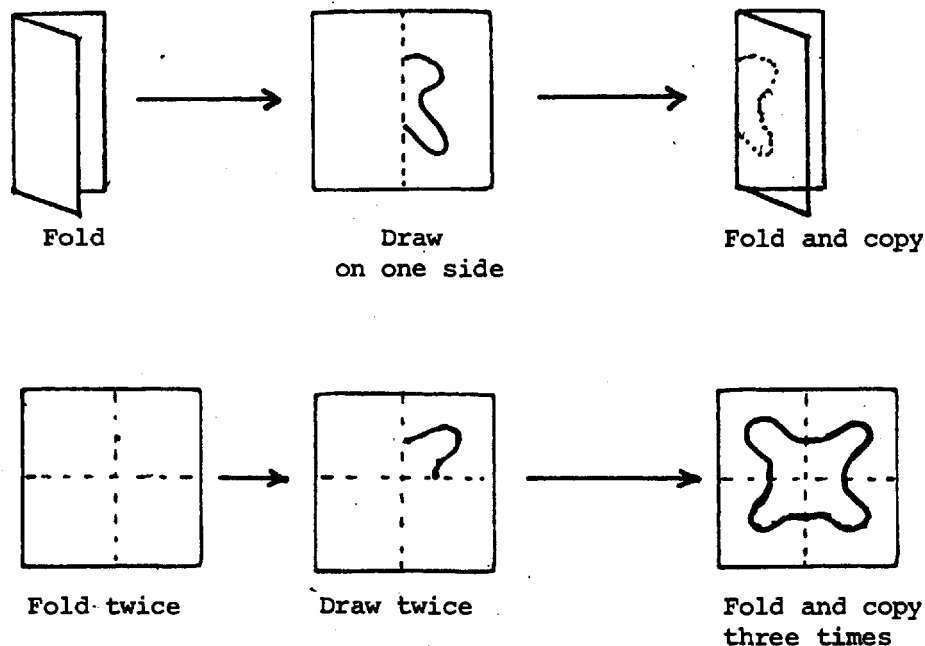 Fold
Draw
on one side
Fold and copy
Fold twice
Draw twice
Fold and copy
three times